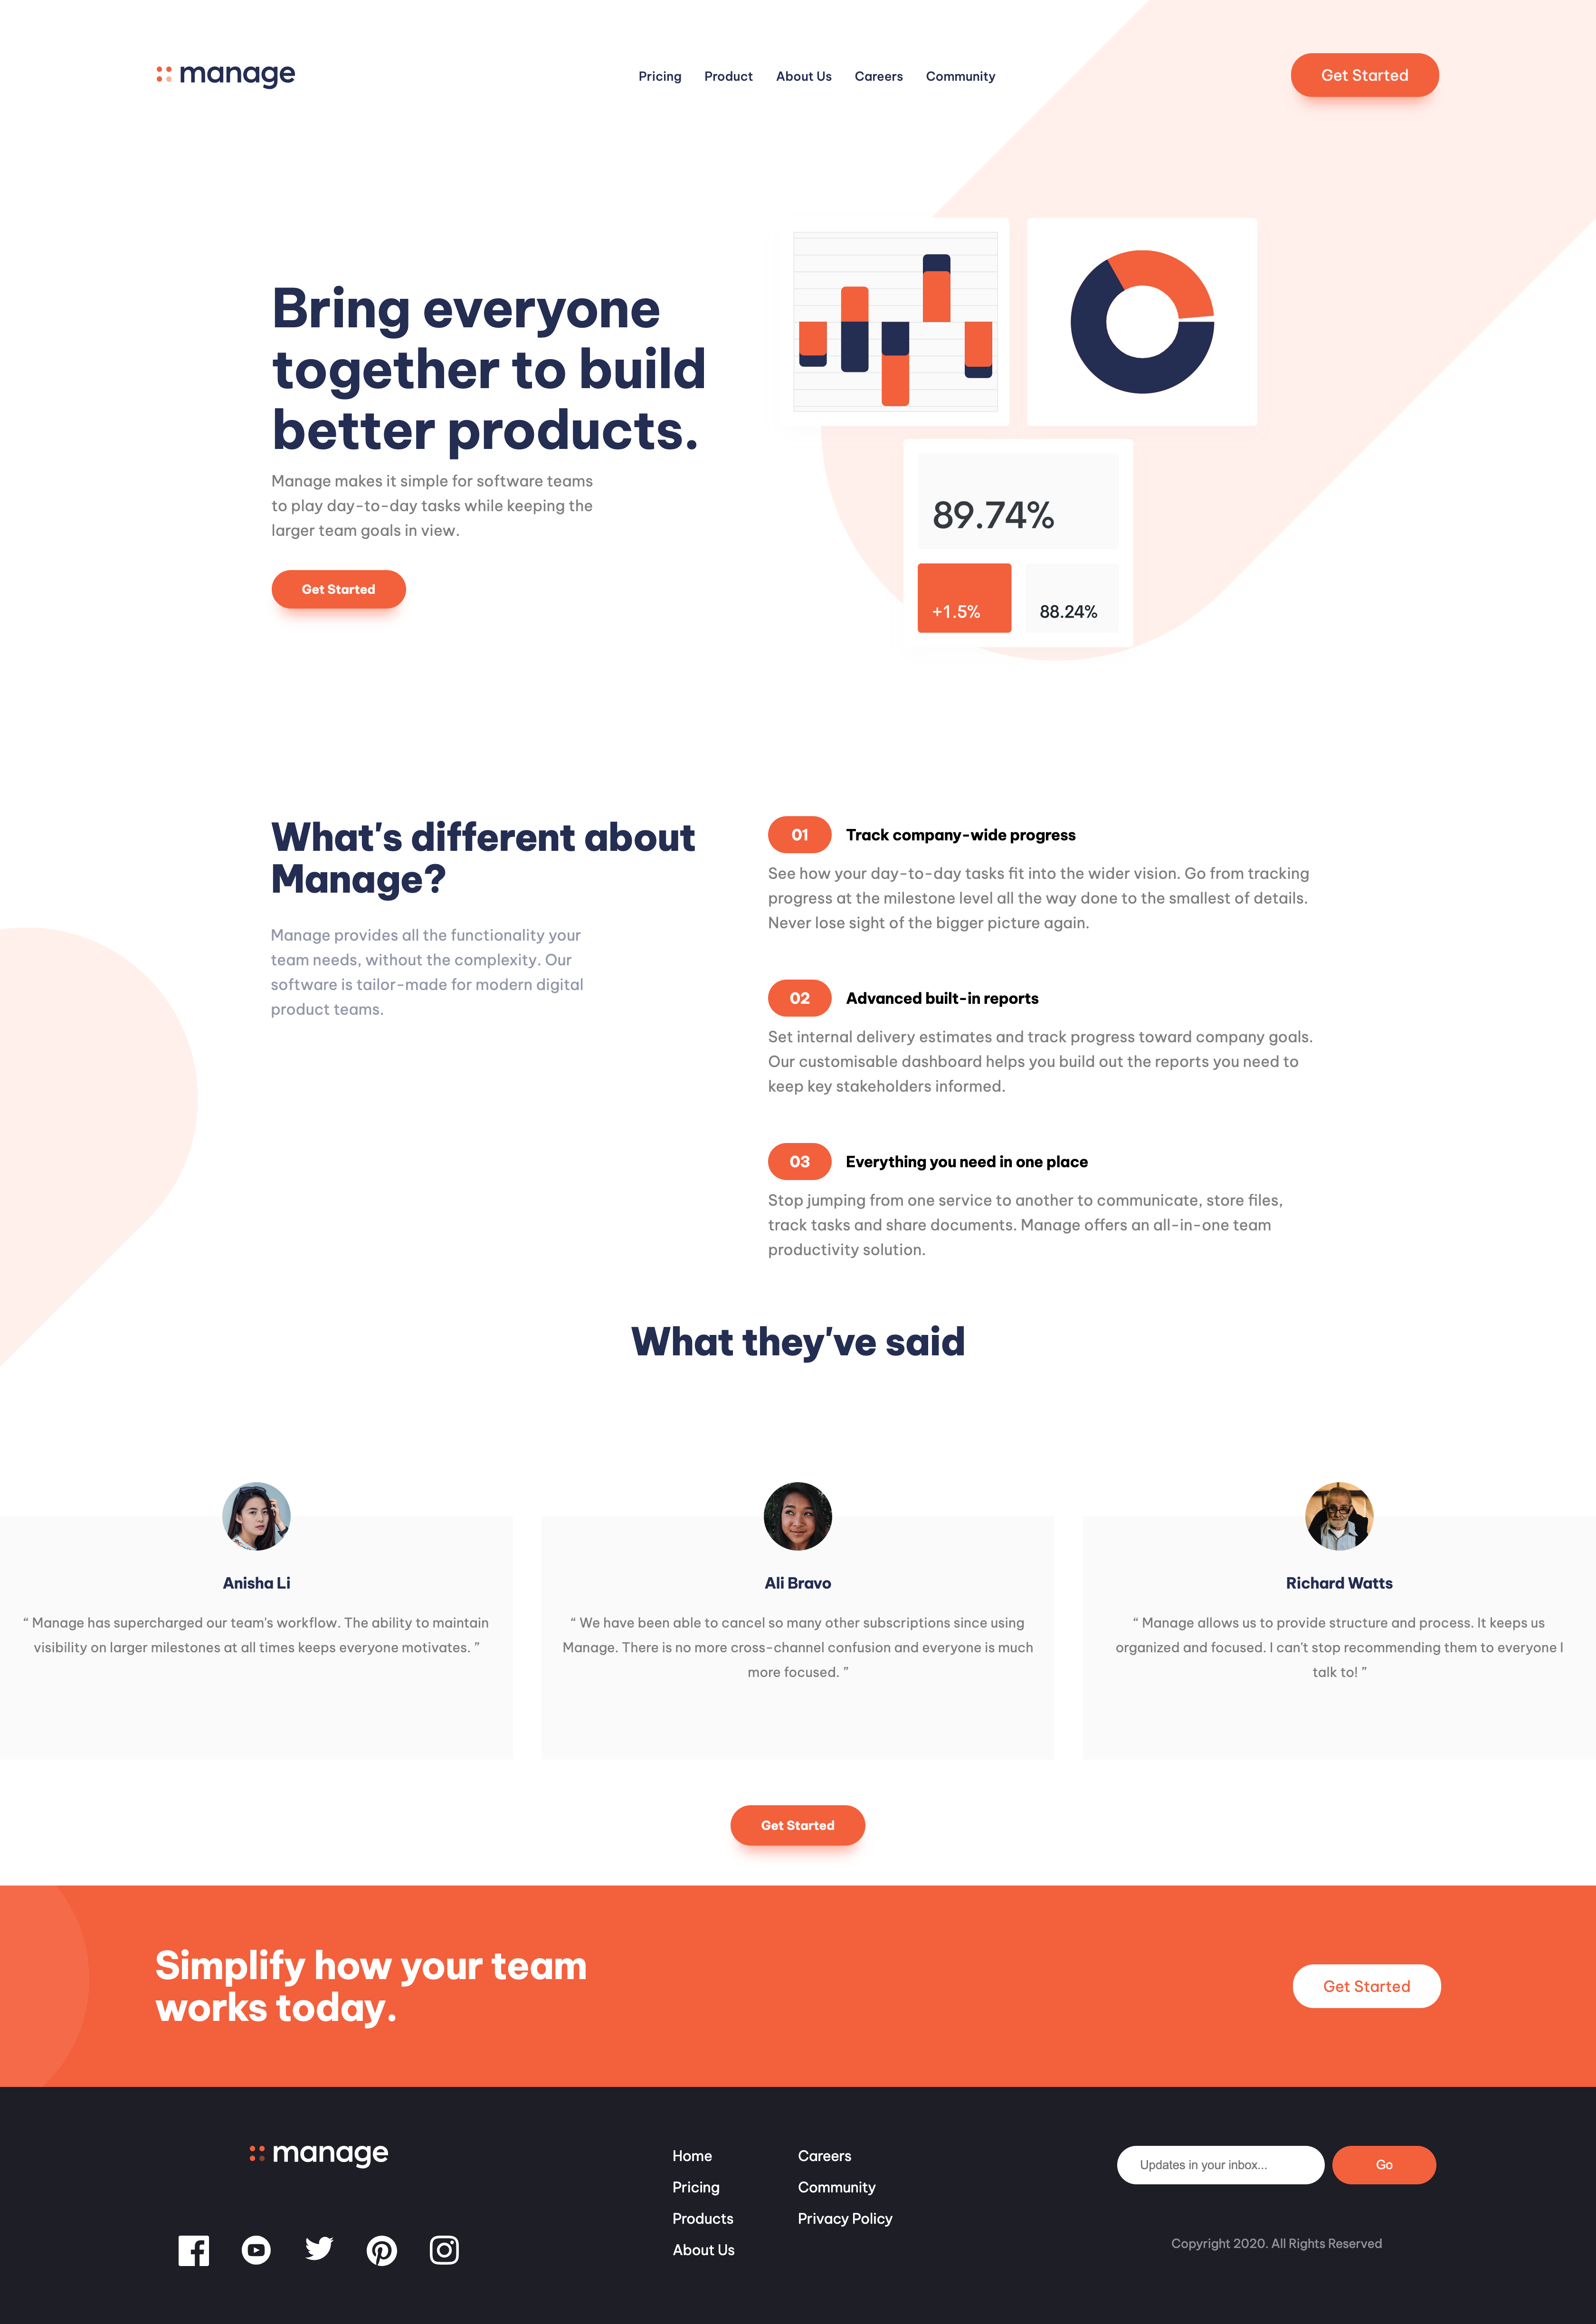 manage
Pricing Product About Us Careers Community
Get Started
Bring everyone
together to build
better products.
Manage makes it simple for software teams
to play day-to-day tasks while keeping the
larger team goals in view.
Get Started
89.74%
+1.5%
88.24%
What's different about
Manage?
Manage provides all the functionality your
team needs, without the complexity. Our
software is tailor-made for modern digital
product teams.
01 Track company-wide progress
See how your day-to-day tasks fit into the wider vision. Go from tracking
progress at the milestone level all the way done to the smallest of details.
Never lose sight of the bigger picture again.
02 Advanced built-in reports
Set internal delivery estimates and track progress toward company goals.
Our customisable dashboard helps you build out the reports you need to
keep key stakeholders informed.
03 Everything you need in one place
Stop jumping from one service to another to communicate, store files,
track tasks and share documents. Manage offers an all-in-one team
productivity solution.
What they've said
Anisha Li
“ Manage has supercharged our team's workflow. The ability to maintain
visibility on larger milestones at all times keeps everyone motivates. ”
Ali Bravo
“ We have been able to cancel so many other subscriptions since using
Manage. There is no more cross-channel confusion and everyone is much
more focused. ”
Richard Watts
“ Manage allows us to provide structure and process. It keeps us
organized and focused. I can't stop recommending them to everyone I
talk to! ”
Get Started
Simplify how your team
works today.
Get Started
manage
Home
Pricing
Products
About Us
Careers
Community
Privacy Policy
Updates in your inbox...
Go
Copyright 2020. All Rights Reserved